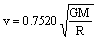 v = 0.7520 √(GM/R)